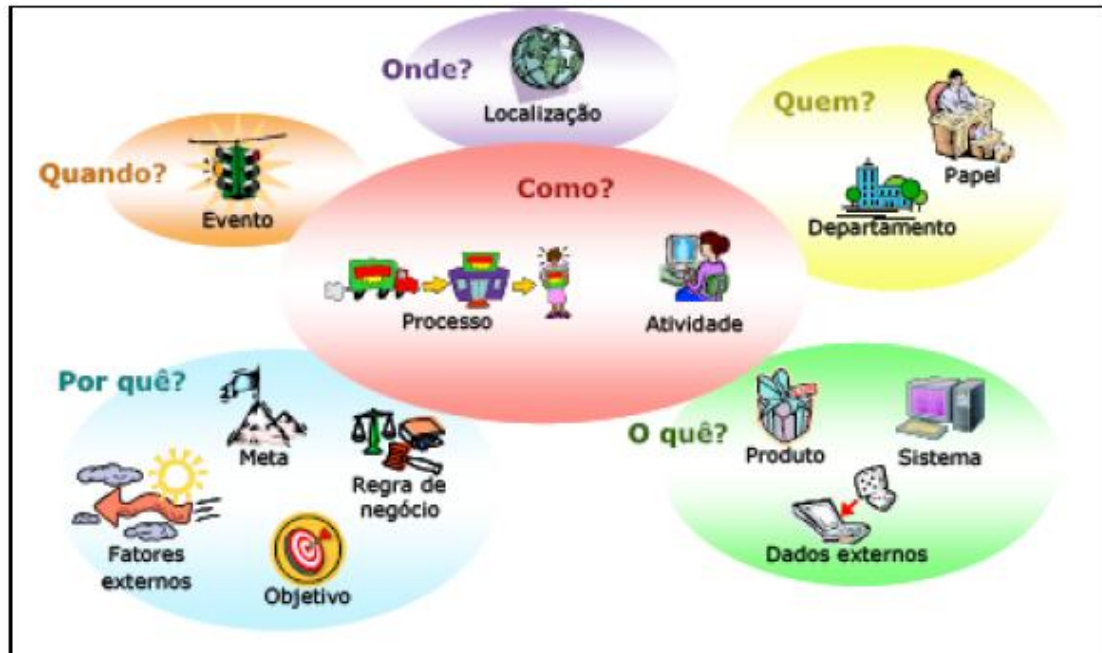 Onde?
Localização
Quem?
Papel
Departamento
Quando?
Evento
Como?
Processo
Atividade
Por quê?
Meta
Regra de
negócio
Fatores
externos
Objetivo
O quê?
Produto
Sistema
Dados externos